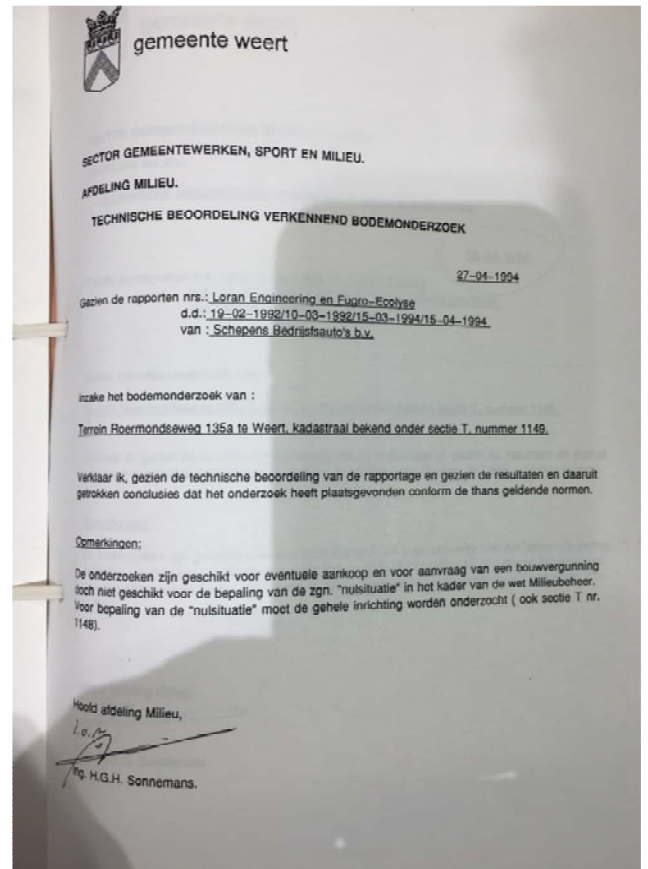 gemeente weert
SECTOR GEMEENTEWERKEN, SPORT EN MILIEU.
AFDELING MILIEU.
TECHNISCHE BEOORDELING VERKENNEND BODEMONDERZOEK
27-04-1994
Gezien de rapporten nrs.: Loran Engineering en Fugro-Ecolyse
d.d.: 19-02-1992/10-03-1992/15-03-1994/15-04-1994
van : Schepens Bedrijfsauto's b.v.
inzake het bodemonderzoek van :
Terrein Roermondseweg 135a te Weert, kadastraal bekend onder sectie T, nummer 1149.
Verklaar ik, gezien de technische beoordeling van de rapportage en gezien de resultaten en daaruit
getrokken conclusies dat het onderzoek heeft plaatsgevonden conform de thans geldende normen.
Opmerkingen:
De onderzoeken zijn geschikt voor eventuele aankoop en voor aanvraag van een bouwvergunning
doch niet geschikt voor de bepaling van de zgn. "nulsituatie" in het kader van de wet Milieubeheer.
Voor bepaling van de "nulsituatie" moet de gehele inrichting worden onderzocht ( ook sectie T nr.
1148).
Hoofd afdeling Milieu,
i.o.
Ing. H.G.H. Sonnemans.